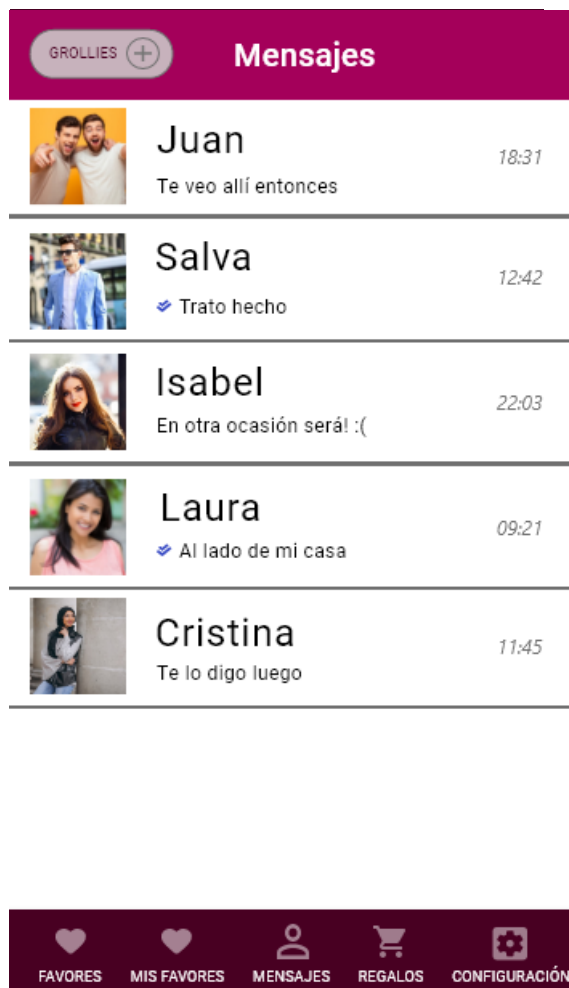 GROLLIES
Mensajes
Juan
18:31
Te veo allí entonces
Salva
12:42
Trato hecho
Isabel
22:03
En otra ocasión será! :(
Laura
09:21
Al lado de mi casa
Cristina
11:45
Te lo digo luego
FAVORES MIS FAVORES MENSAJES REGALOS CONFIGURACIÓN